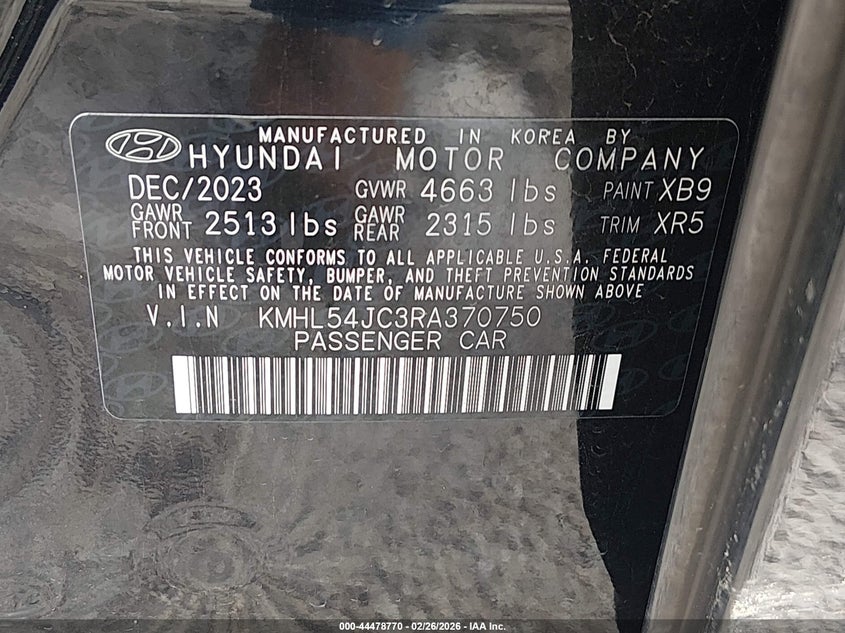 MANUFACTURED IN KOREA BY
HYUNDAI MOTOR COMPANY
DEC/2023 GVWR 4663 lbs PAINT XB9
GAWR FRONT 2513 lbs GAWR REAR 2315 lbs TRIM XR5
THIS VEHICLE CONFORMS TO ALL APPLICABLE U.S.A. FEDERAL
MOTOR VEHICLE SAFETY, BUMPER, AND THEFT PREVENTION STANDARDS
IN EFFECT ON THE DATE OF MANUFACTURE SHOWN ABOVE
V.I.N KMHL54JC3RA370750
PASSENGER CAR
000-44478770 - 02/26/2026 - IAA Inc.